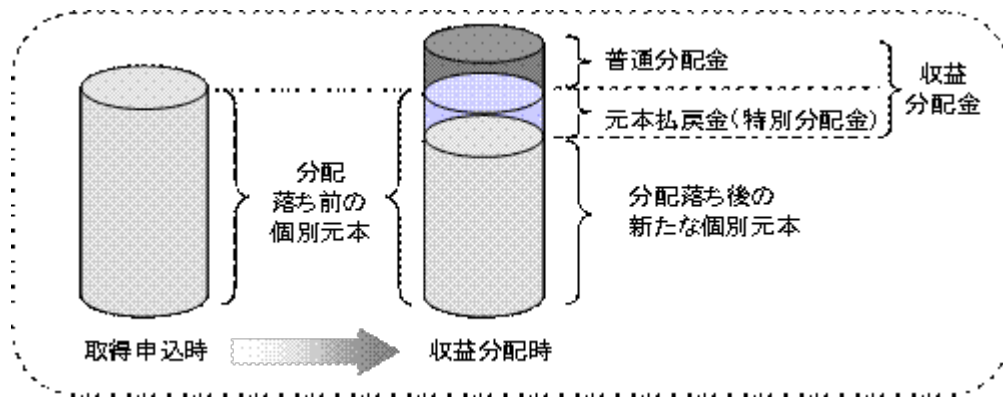 普通分配金
元本払戻金(特別分配金)
収益
分配金
分配
落ち前の
個別元本
分配落ち後の
新たな個別元本
取得申込時
収益分配時